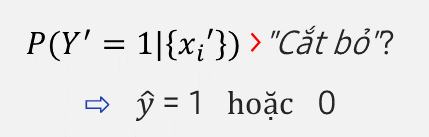 P(Y′ = 1|{xᵢ′}) > "Cắt bỏ"?
⇨ ŷ = 1 hoặc 0